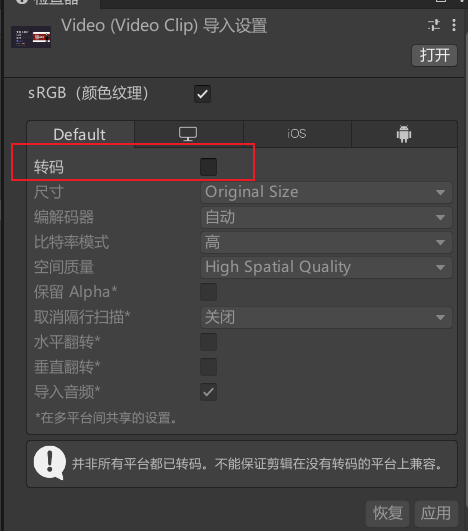 检查器
Video (Video Clip) 导入设置
打开
sRGB（颜色纹理）
Default
iOS
转码
尺寸 Original Size
编解码器 自动
比特率模式 高
空间质量 High Spatial Quality
保留 Alpha*
取消隔行扫描* 关闭
水平翻转*
垂直翻转*
导入音频*
*在多平台间共享的设置。
并非所有平台都已转码。不能保证剪辑在没有转码的平台上兼容。
恢复 应用